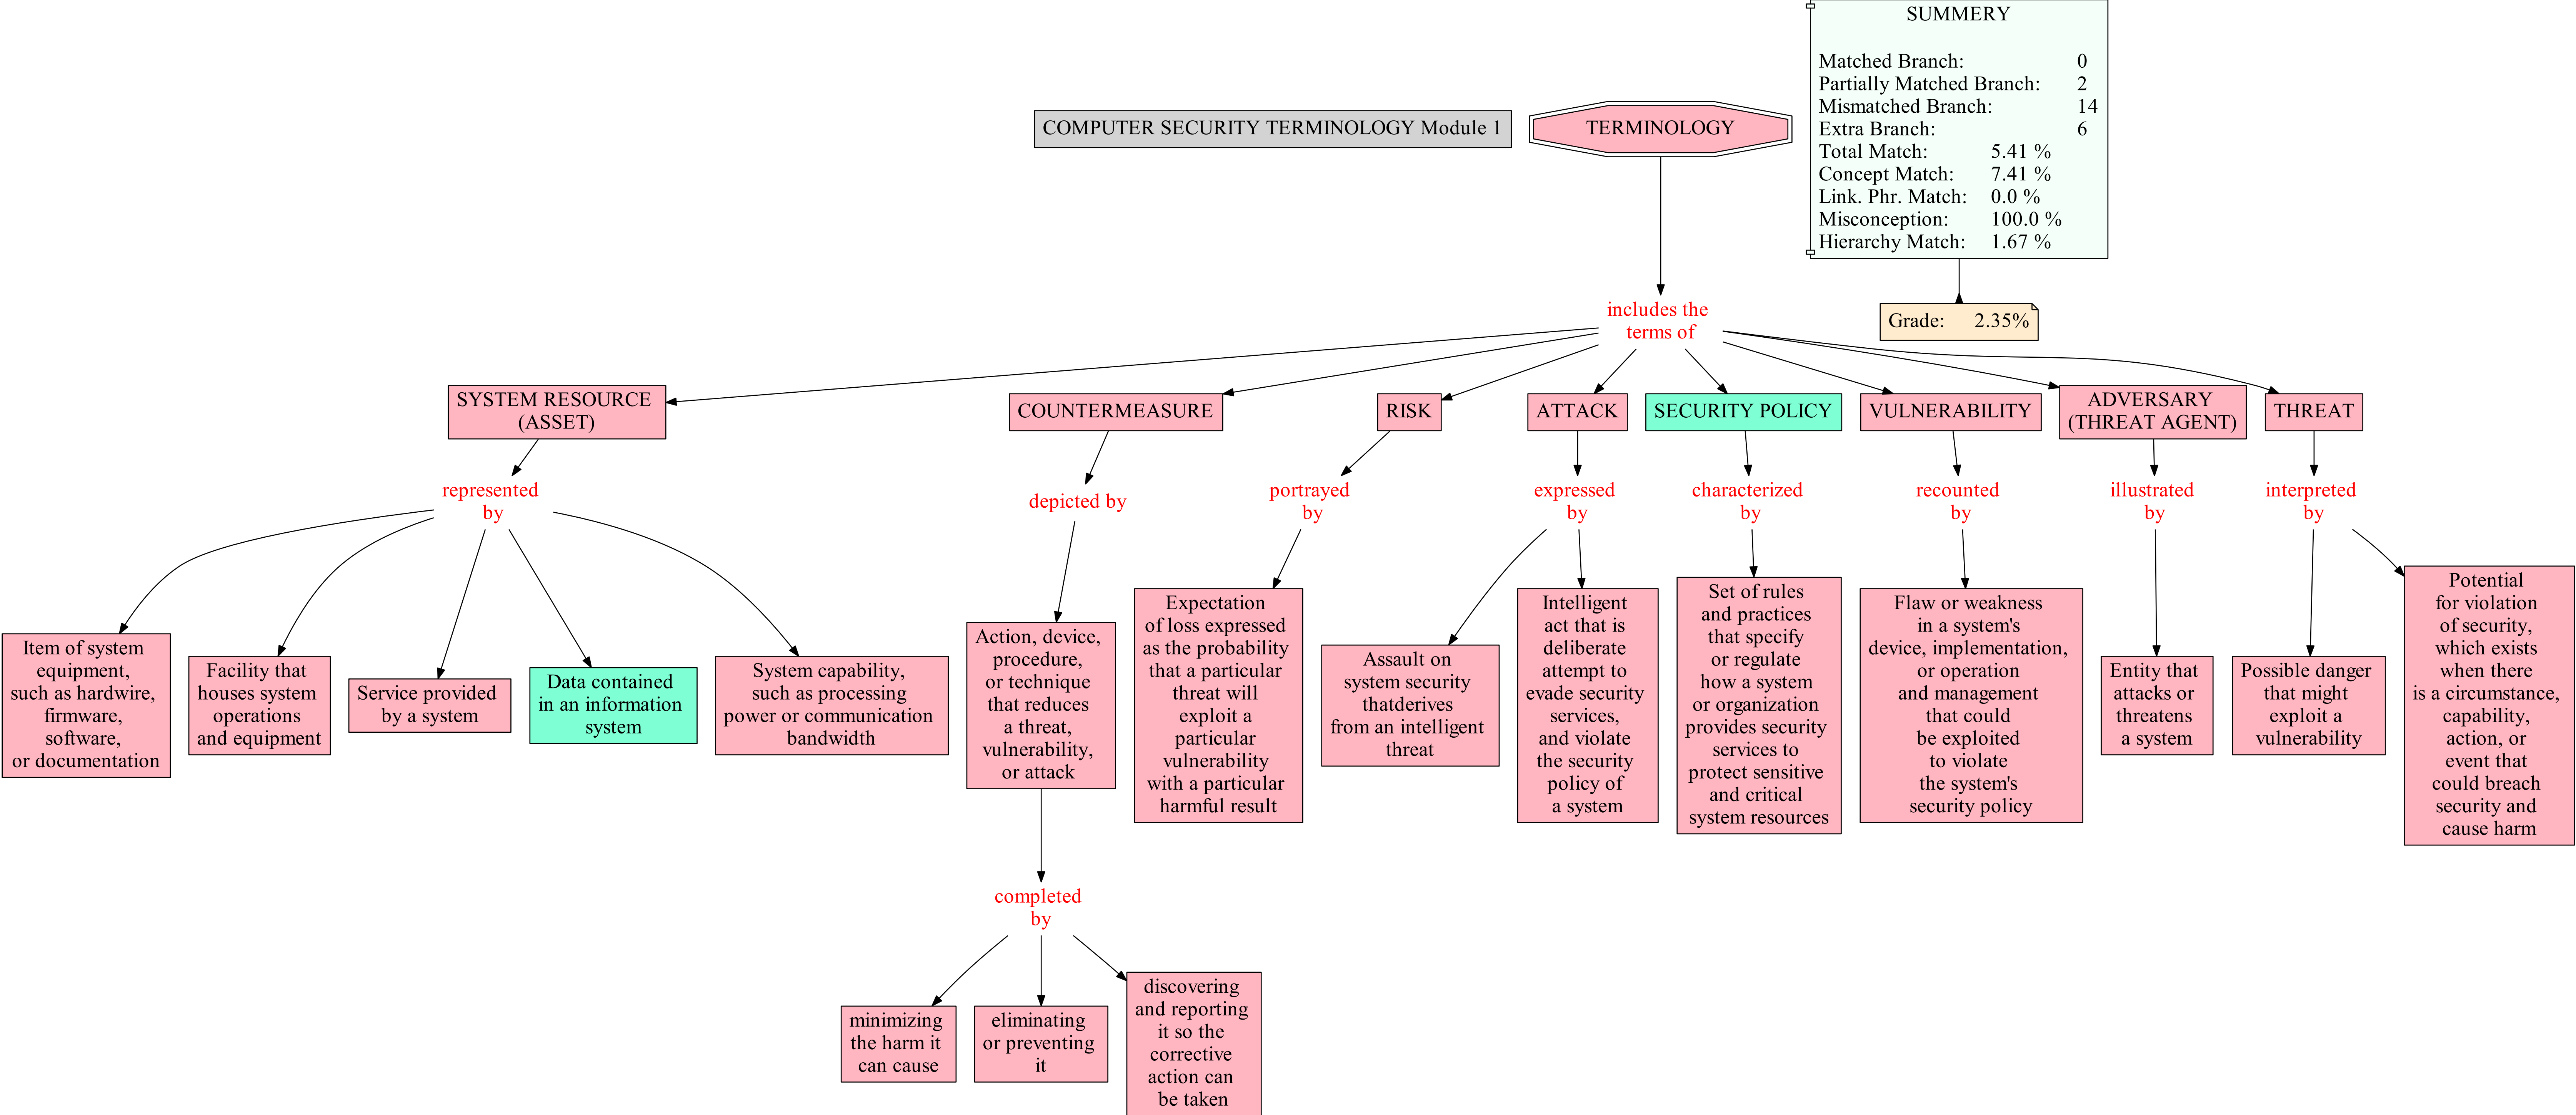 SUMMERY
Matched Branch: 0
Partially Matched Branch: 2
Mismatched Branch: 14
Extra Branch: 6
Total Match: 5.41 %
Concept Match: 7.41 %
Link. Phr. Match: 0.0 %
Misconception: 100.0 %
Hierarchy Match: 1.67 %
COMPUTER SECURITY TERMINOLOGY Module 1
TERMINOLOGY
Grade: 2.35%
includes the
terms of
SYSTEM RESOURCE
(ASSET)
COUNTERMEASURE
RISK
ATTACK
SECURITY POLICY
VULNERABILITY
ADVERSARY
(THREAT AGENT)
THREAT
represented
by
depicted by
portrayed
by
expressed
by
characterized
by
recounted
by
illustrated
by
interpreted
by
Item of system
equipment,
such as hardwire,
firmware,
software,
or documentation
Facility that
houses system
operations
and equipment
Service provided
by a system
Data contained
in an information
system
System capability,
such as processing
power or communication
bandwidth
Action, device,
procedure,
or technique
that reduces
a threat,
vulnerability,
or attack
Expectation
of loss expressed
as the probability
that a particular
threat will
exploit a
particular
vulnerability
with a particular
harmful result
Assault on
system security
thatderives
from an intelligent
threat
Intelligent
act that is
deliberate
attempt to
evade security
services,
and violate
the security
policy of
a system
Set of rules
and practices
that specify
or regulate
how a system
or organization
provides security
services to
protect sensitive
and critical
system resources
Flaw or weakness
in a system's
device, implementation,
or operation
and management
that could
be exploited
to violate
the system's
security policy
Entity that
attacks or
threatens
a system
Possible danger
that might
exploit a
vulnerability
Potential
for violation
of security,
which exists
when there
is a circumstance,
capability,
action, or
event that
could breach
security and
cause harm
completed
by
minimizing
the harm it
can cause
eliminating
or preventing
it
discovering
and reporting
it so the
corrective
action can
be taken